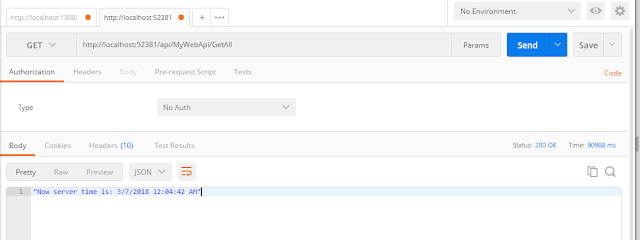 http://localhost:1300/
http://localhost:52381
+
•••
No Environment
GET
http://localhost:52381/api/MyWebApi/GetAll
Params
Send
Save
Authorization
Headers
Body
Pre-request Script
Tests
Code
Type
No Auth
Body
Cookies
Headers (10)
Test Results
Status: 200 OK
Time: 90968 ms
Pretty
Raw
Preview
JSON
1
"Now server time is: 3/7/2018 12:04:42 AM"